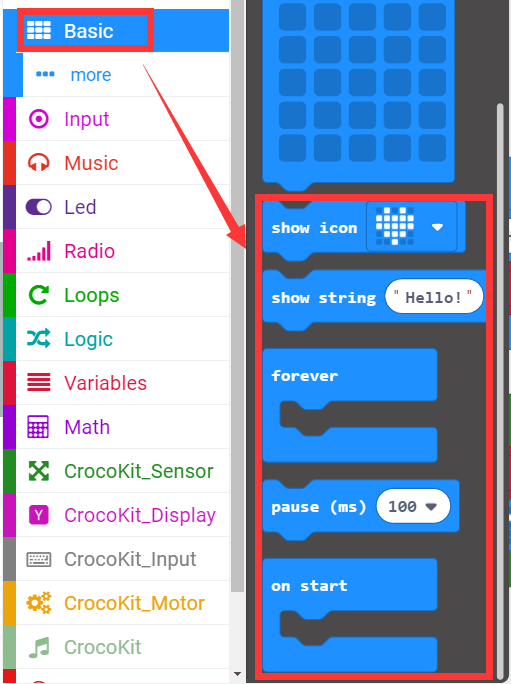 Basic
more
Input
Music
Led
Radio
Loops
Logic
Variables
Math
CrocoKit_Sensor
CrocoKit_Display
CrocoKit_Input
CrocoKit_Motor
CrocoKit
show icon
show string "Hello!"
forever
pause (ms) 100
on start